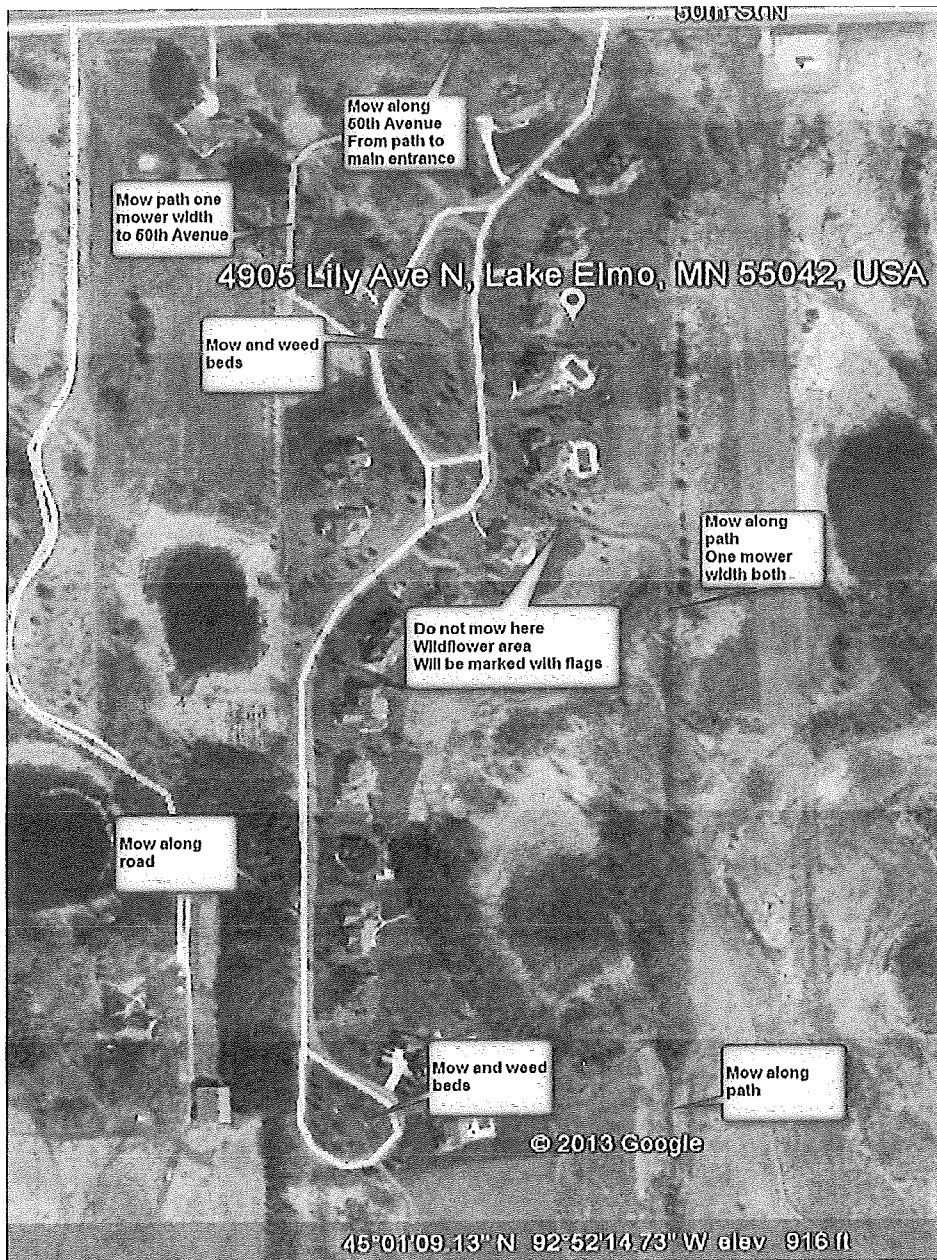 50th St N
Mow along
50th Avenue
From path to
main entrance
Mow path one
mower width
to 50th Avenue
4905 Lily Ave N, Lake Elmo, MN 55042, USA
Mow and weed
beds
Mow along
path
One mower
width both
Do not mow here
Wildflower area
Will be marked with flags
Mow along
road
Mow and weed
beds
Mow along
path
© 2013 Google
45°01'09.13" N 92°52'14.73" W elev 916 ft